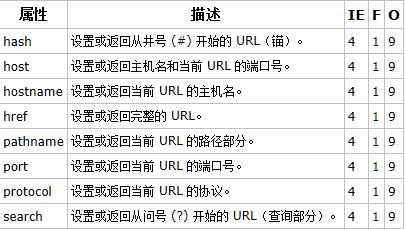 属性 描述 IE F O
hash 设置或返回从井号 (#) 开始的 URL（锚）。 4 1 9
host 设置或返回主机名和当前 URL 的端口号。 4 1 9
hostname 设置或返回当前 URL 的主机名。 4 1 9
href 设置或返回完整的 URL。 4 1 9
pathname 设置或返回当前 URL 的路径部分。 4 1 9
port 设置或返回当前 URL 的端口号。 4 1 9
protocol 设置或返回当前 URL 的协议。 4 1 9
search 设置或返回从问号 (?) 开始的 URL（查询部分）。 4 1 9